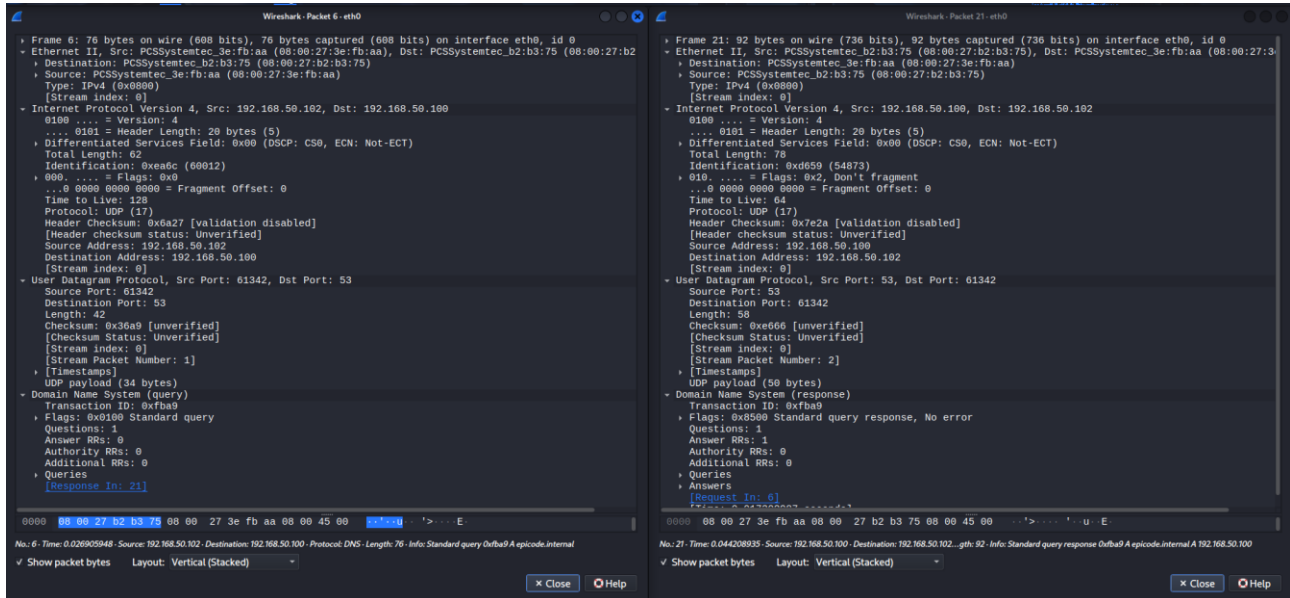 Wireshark · Packet 6 · eth0
Frame 6: 76 bytes on wire (608 bits), 76 bytes captured (608 bits) on interface eth0, id 0
Ethernet II, Src: PCSSystemtec_3e:fb:aa (08:00:27:3e:fb:aa), Dst: PCSSystemtec_b2:b3:75 (08:00:27:b2
Destination: PCSSystemtec_b2:b3:75 (08:00:27:b2:b3:75)
Source: PCSSystemtec_3e:fb:aa (08:00:27:3e:fb:aa)
Type: IPv4 (0x0800)
[Stream index: 0]
Internet Protocol Version 4, Src: 192.168.50.102, Dst: 192.168.50.100
0100 .... = Version: 4
.... 0101 = Header Length: 20 bytes (5)
Differentiated Services Field: 0x00 (DSCP: CS0, ECN: Not-ECT)
Total Length: 62
Identification: 0xea6c (60012)
000. .... = Flags: 0x0
...0 0000 0000 0000 = Fragment Offset: 0
Time to Live: 128
Protocol: UDP (17)
Header Checksum: 0x6a27 [validation disabled]
[Header checksum status: Unverified]
Source Address: 192.168.50.102
Destination Address: 192.168.50.100
[Stream index: 0]
User Datagram Protocol, Src Port: 61342, Dst Port: 53
Source Port: 61342
Destination Port: 53
Length: 42
Checksum: 0x36a9 [unverified]
[Checksum Status: Unverified]
[Stream index: 0]
[Stream Packet Number: 1]
[Timestamps]
UDP payload (34 bytes)
Domain Name System (query)
Transaction ID: 0xfba9
Flags: 0x0100 Standard query
Questions: 1
Answer RRs: 0
Authority RRs: 0
Additional RRs: 0
Queries
[Response In: 21]
0000 08 00 27 b2 b3 75 08 00 27 3e fb aa 08 00 45 00 ··'··u·· '>····E·
No.: 6 · Time: 0.026905948 · Source: 192.168.50.102 · Destination: 192.168.50.100 · Protocol: DNS · Length: 76 · Info: Standard query 0xfba9 A epicode.internal
Show packet bytes Layout: Vertical (Stacked)
Close Help
Wireshark · Packet 21 · eth0
Frame 21: 92 bytes on wire (736 bits), 92 bytes captured (736 bits) on interface eth0, id 0
Ethernet II, Src: PCSSystemtec_b2:b3:75 (08:00:27:b2:b3:75), Dst: PCSSystemtec_3e:fb:aa (08:00:27:3
Destination: PCSSystemtec_3e:fb:aa (08:00:27:3e:fb:aa)
Source: PCSSystemtec_b2:b3:75 (08:00:27:b2:b3:75)
Type: IPv4 (0x0800)
[Stream index: 0]
Internet Protocol Version 4, Src: 192.168.50.100, Dst: 192.168.50.102
0100 .... = Version: 4
.... 0101 = Header Length: 20 bytes (5)
Differentiated Services Field: 0x00 (DSCP: CS0, ECN: Not-ECT)
Total Length: 78
Identification: 0xd659 (54873)
010. .... = Flags: 0x2, Don't fragment
...0 0000 0000 0000 = Fragment Offset: 0
Time to Live: 64
Protocol: UDP (17)
Header Checksum: 0x7e2a [validation disabled]
[Header checksum status: Unverified]
Source Address: 192.168.50.100
Destination Address: 192.168.50.102
[Stream index: 0]
User Datagram Protocol, Src Port: 53, Dst Port: 61342
Source Port: 53
Destination Port: 61342
Length: 58
Checksum: 0xe666 [unverified]
[Checksum Status: Unverified]
[Stream index: 0]
[Stream Packet Number: 2]
[Timestamps]
UDP payload (50 bytes)
Domain Name System (response)
Transaction ID: 0xfba9
Flags: 0x8500 Standard query response, No error
Questions: 1
Answer RRs: 1
Authority RRs: 0
Additional RRs: 0
Queries
Answers
[Request In: 6]
0000 08 00 27 3e fb aa 08 00 27 b2 b3 75 08 00 45 00 ··'>···· '··u··E·
No.: 21 · Time: 0.044208935 · Source: 192.168.50.100 · Destination: 192.168.50.102...gth: 92 · Info: Standard query response 0xfba9 A epicode.internal A 192.168.50.100
Show packet bytes Layout: Vertical (Stacked)
Close Help